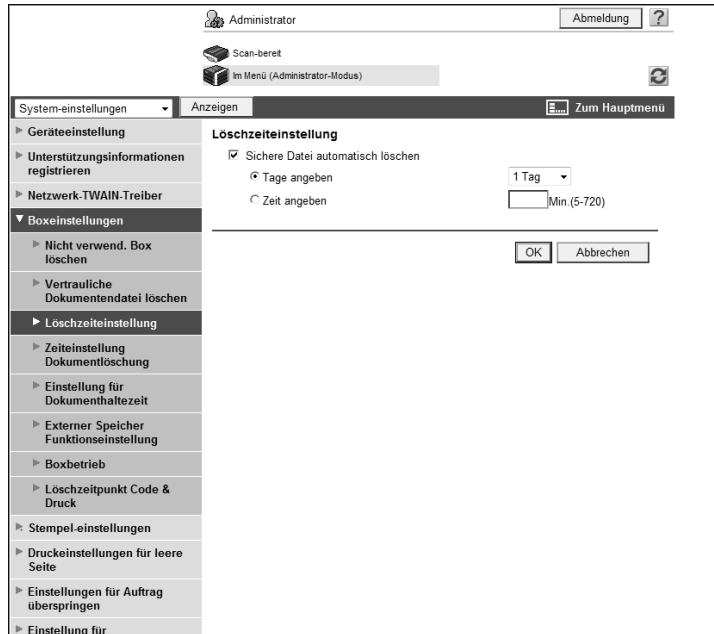 Administrator
Abmeldung
?
Scan-bereit
Im Menü (Administrator-Modus)
System-einstellungen
Anzeigen
Zum Hauptmenü
Geräteeinstellung
Unterstützungsinformationen
registrieren
Netzwerk-TWAIN-Treiber
Boxeinstellungen
Nicht verwend. Box
löschen
Vertrauliche
Dokumentendatei löschen
Löschzeiteinstellung
Zeiteinstellung
Dokumentlöschung
Einstellung für
Dokumenthaltezeit
Externer Speicher
Funktionseinstellung
Boxbetrieb
Löschzeitpunkt Code &
Druck
Stempel-einstellungen
Druckeinstellungen für leere
Seite
Einstellungen für Auftrag
überspringen
Einstellung für
Löschzeiteinstellung
Sichere Datei automatisch löschen
Tage angeben
1 Tag
Zeit angeben
Min.(5-720)
OK
Abbrechen